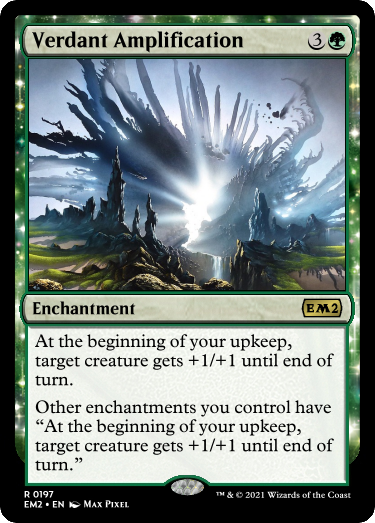 Verdant Amplification 3
Enchantment EM2
At the beginning of your upkeep,
target creature gets +1/+1 until end of
turn.
Other enchantments you control have
“At the beginning of your upkeep,
target creature gets +1/+1 until end of
turn.”
R 0197
EM2 • EN Max Pixel
™ & © 2021 Wizards of the Coast